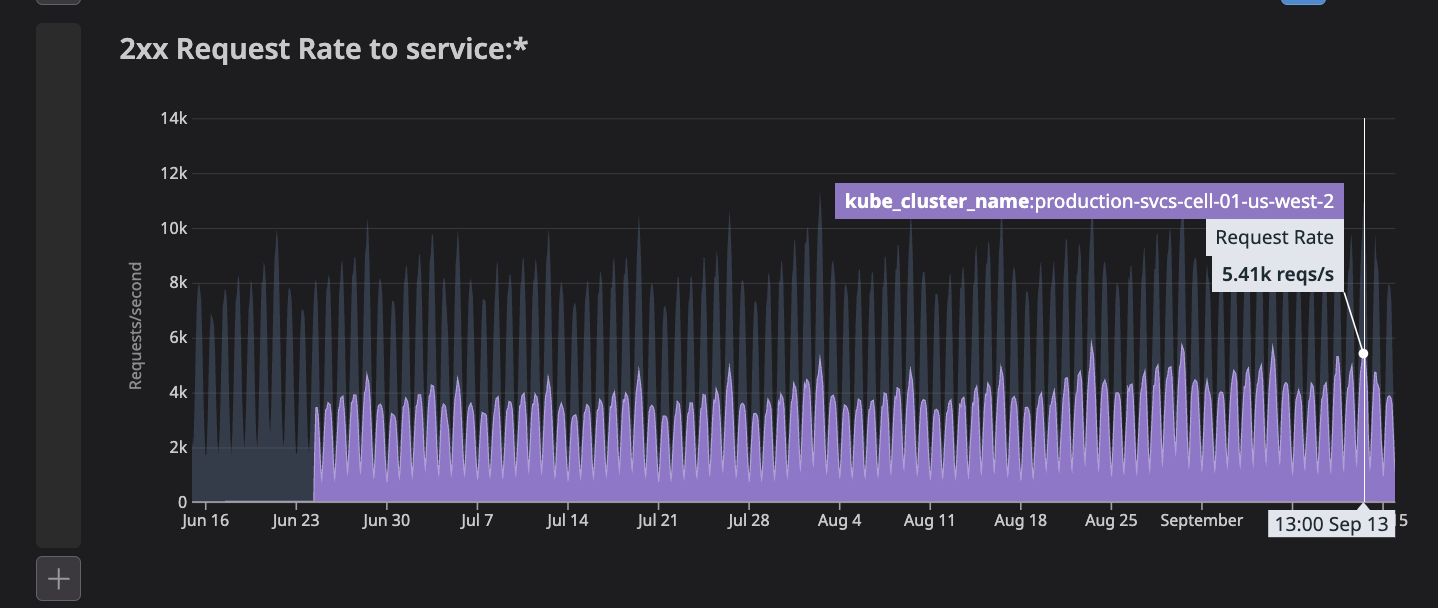 2xx Request Rate to service:*
Requests/second
14k
12k
10k
8k
6k
4k
2k
0
kube_cluster_name:production-svcs-cell-01-us-west-2
Request Rate
5.41k reqs/s
Jun 16 Jun 23 Jun 30 Jul 7 Jul 14 Jul 21 Jul 28 Aug 4 Aug 11 Aug 18 Aug 25 September 5
13:00 Sep 13